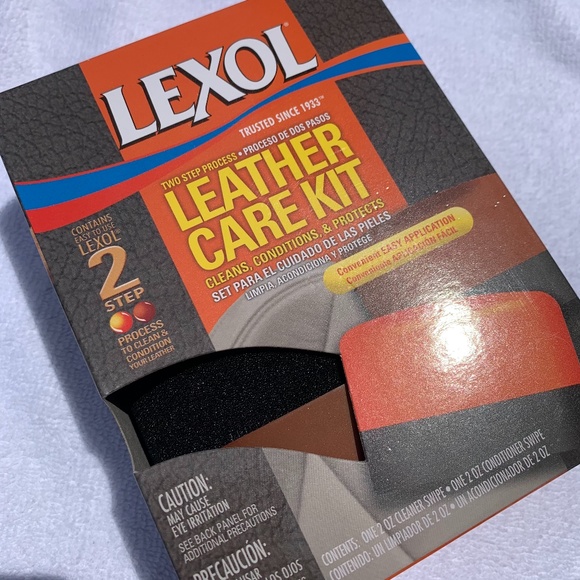 LEXOL
TRUSTED SINCE 1933™
TWO STEP PROCESS • PROCESO DE DOS PASOS
LEATHER
CARE KIT
CLEANS, CONDITIONS, & PROTECTS
SET PARA EL CUIDADO DE LAS PIELES
LIMPIA, ACONDICIONA Y PROTEGE
Convenient EASY APPLICATION
Conveniente APLICACIÓN FÁCIL
CONTAINS
EASY TO USE
LEXOL
2
STEP
PROCESS
TO CLEAN &
CONDITION
YOUR LEATHER
CAUTION:
MAY CAUSE
EYE IRRITATION
SEE BACK PANEL FOR
ADDITIONAL PRECAUTIONS
PRECAUCIÓN:
LOS OJOS
CONTENTS: ONE 2 OZ CLEANER SWIPE • ONE 2 OZ CONDITIONER SWIPE
CONTENIDO: UN LIMPIADOR DE 2 OZ • UN ACONDICIONADOR DE 2 OZ